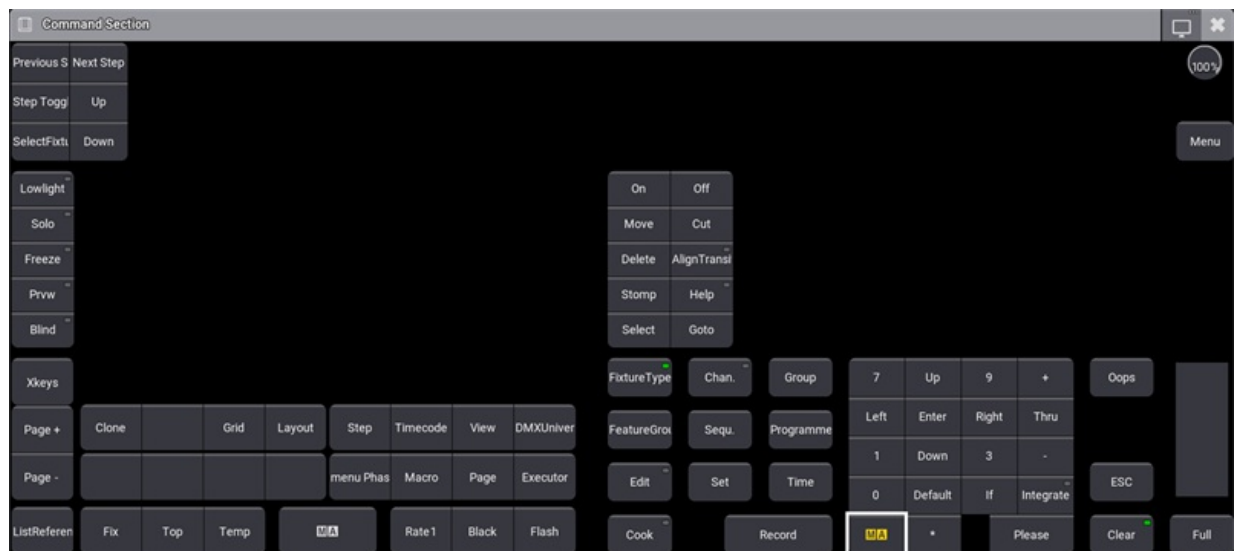 Command Section
Previous S Next Step
100%
Step Toggl Up
SelectFixtu Down
Menu
Lowlight
On Off
Solo
Move Cut
Freeze
Delete AlignTransi
Prvw
Stomp Help
Blind
Select Goto
Xkeys
FixtureType Chan. Group 7 Up 9 + Oops
Page + Clone Grid Layout Step Timecode View DMXUniver
FeatureGrou Sequ. Programme Left Enter Right Thru
1 Down 3 -
Page - menu Phas Macro Page Executor
Edit Set Time ESC
0 Default If Integrate
ListReferen Fix Top Temp MA Rate1 Black Flash Cook Record MA * Please Clear Full